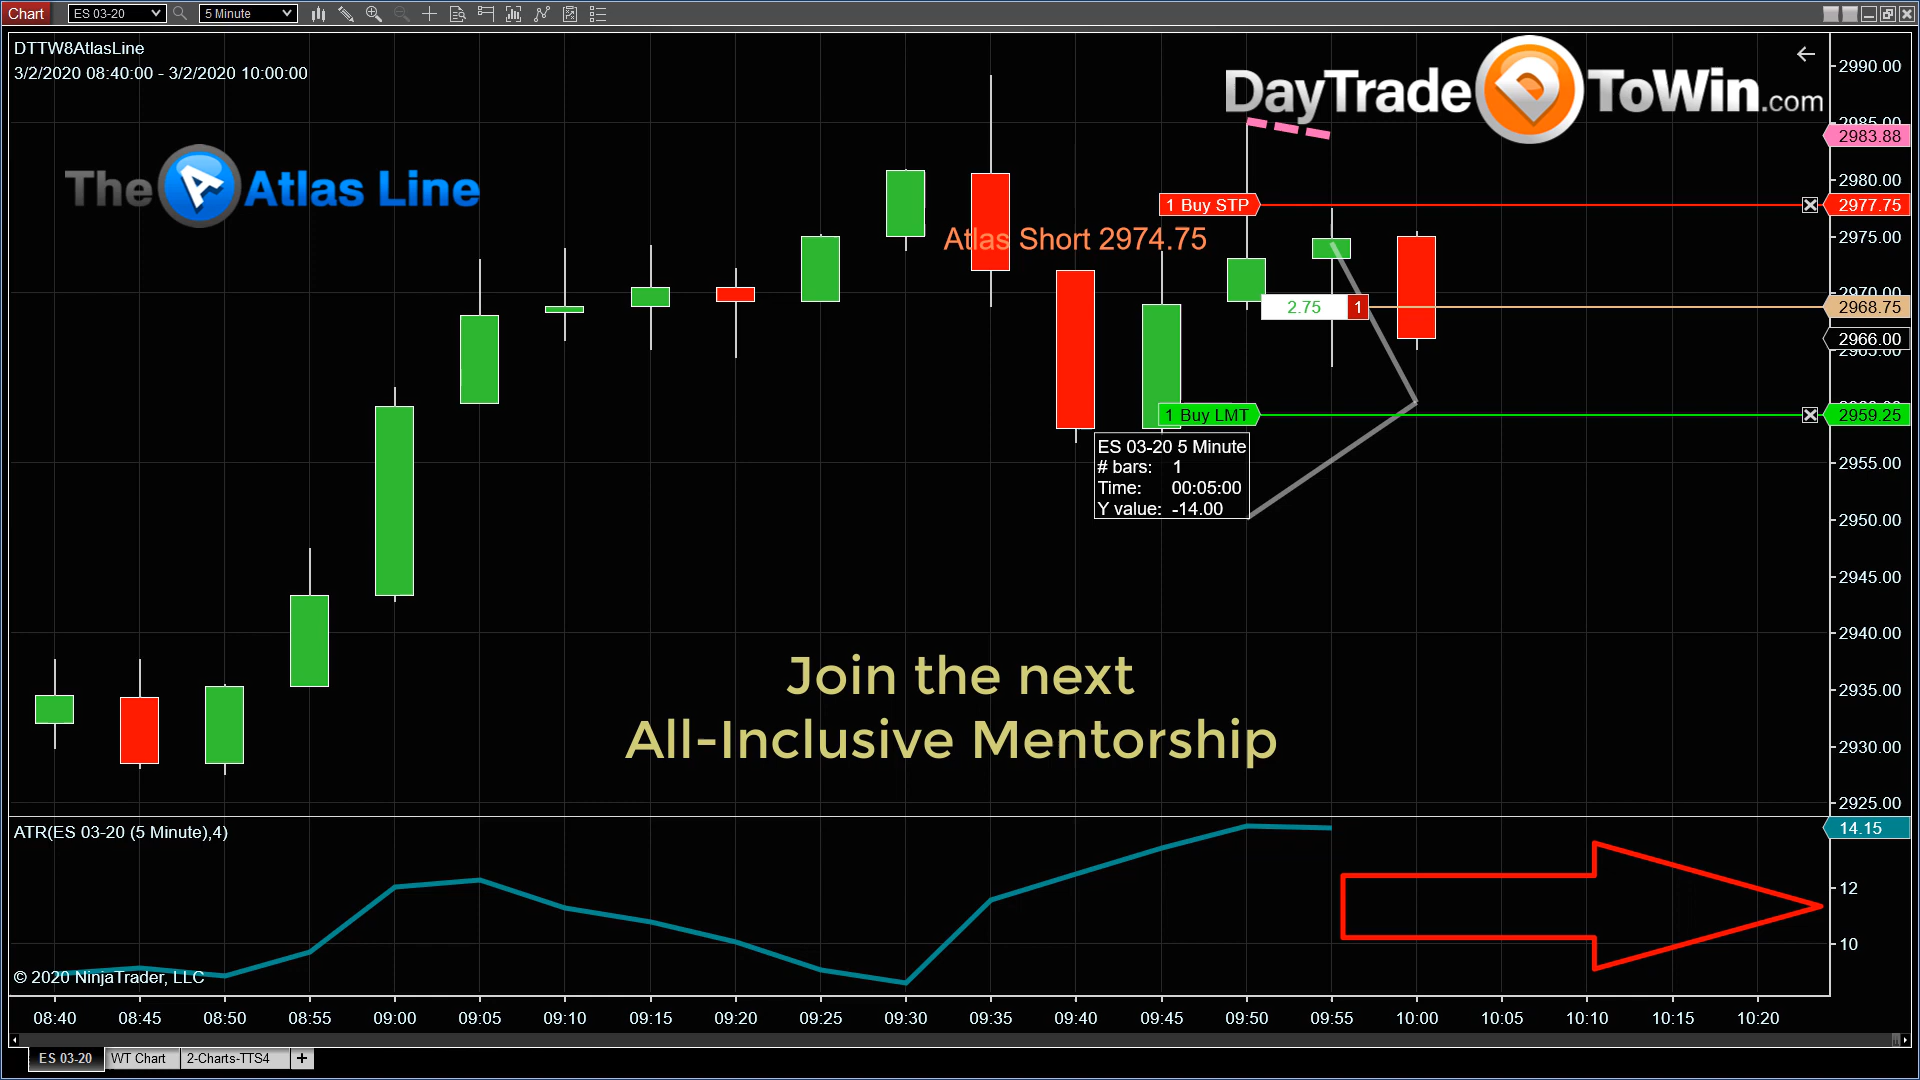 Chart
ES 03-20
5 Minute
DTTW8AtlasLine
3/2/2020 08:40:00 - 3/2/2020 10:00:00
DayTradeToWin.com
The Atlas Line
2990.00
2985.00
2983.88
2980.00
1 Buy STP
2977.75
Atlas Short 2974.75
2975.00
2970.00
2.75
1
2968.75
2966.00
2965.00
1 Buy LMT
2959.25
ES 03-20 5 Minute
# bars: 1
Time: 00:05:00
Y value: -14.00
2955.00
2950.00
2945.00
2940.00
2935.00
2930.00
2925.00
Join the next
All-Inclusive Mentorship
ATR(ES 03-20 (5 Minute),4)
14.15
12
10
© 2020 NinjaTrader, LLC
08:40 08:45 08:50 08:55 09:00 09:05 09:10 09:15 09:20 09:25 09:30 09:35 09:40 09:45 09:50 09:55 10:00 10:05 10:10 10:15 10:20
ES 03-20 WT Chart 2-Charts-TTS4 +